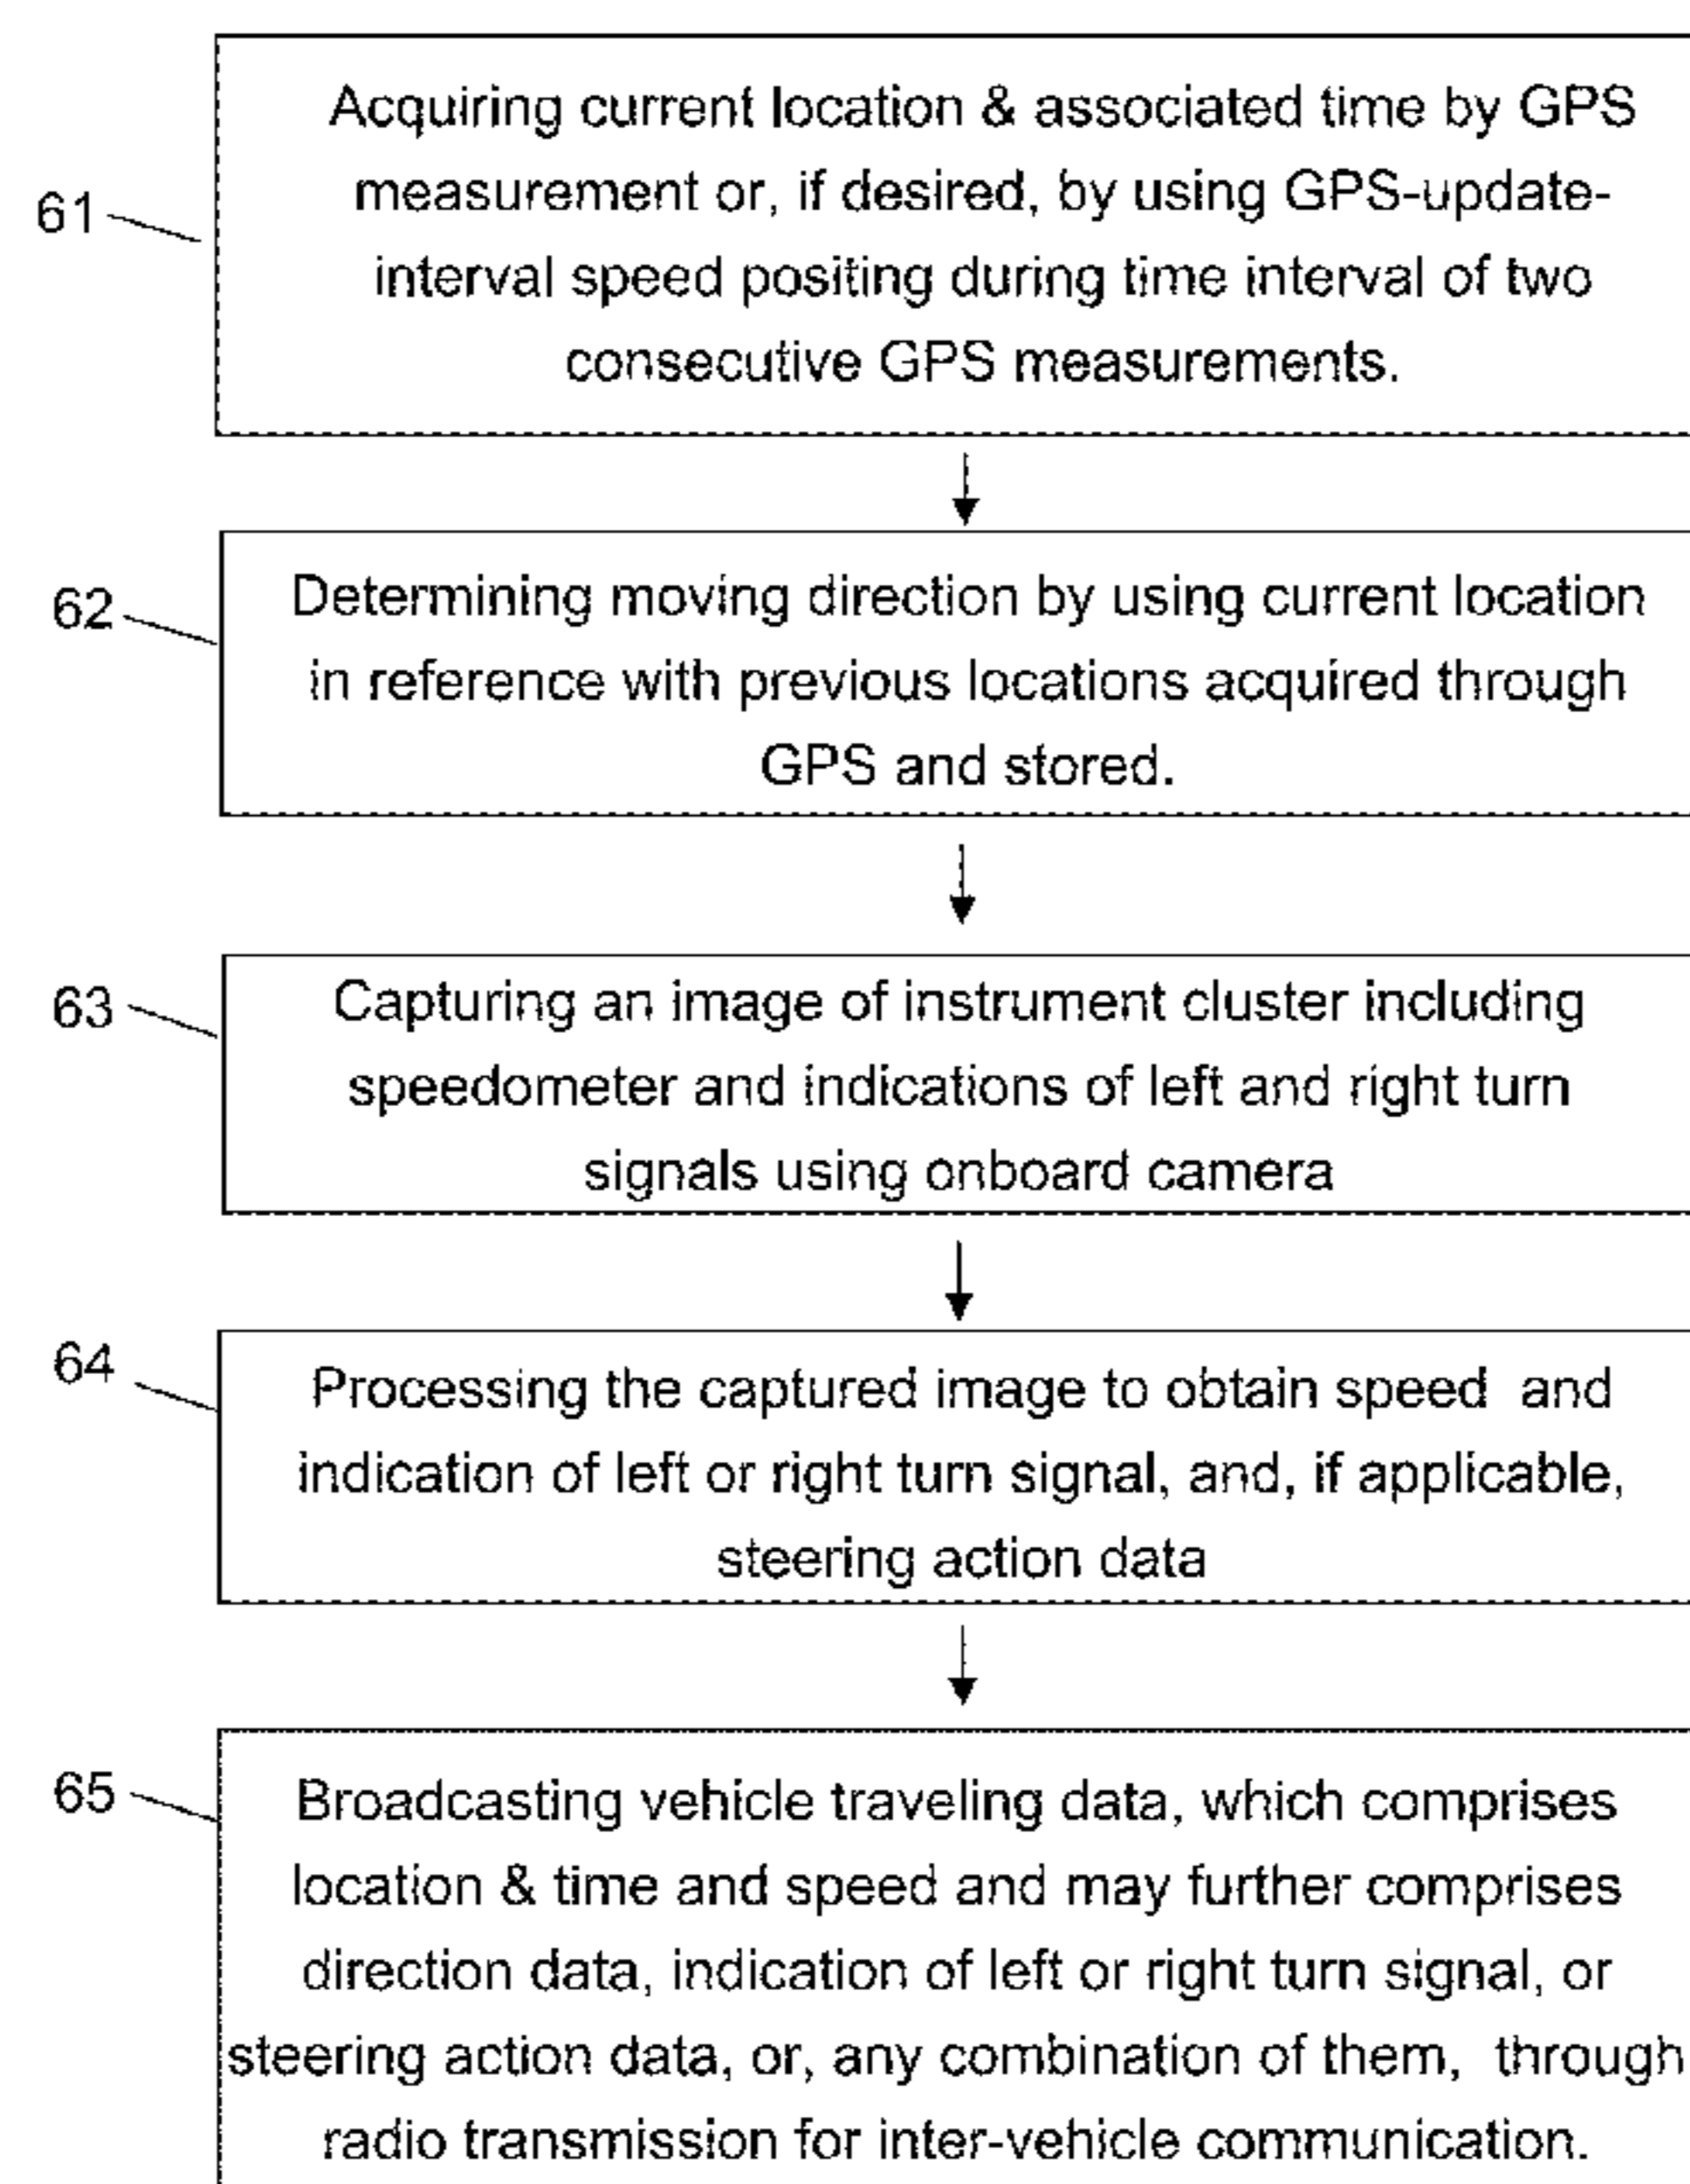 Acquiring current location & associated time by GPS
measurement or, if desired, by using GPS-update-
61
interval speed positing during time interval of two
consecutive GPS measurements.
62
Determining moving direction by using current location
in reference with previous locations acquired through
GPS and stored.
63
Capturing an image of instrument cluster including
speedometer and indications of left and right turn
signals using onboard camera
64
Processing the captured image to obtain speed and
indication of left or right turn signal, and, if applicable,
steering action data
65
Broadcasting vehicle traveling data, which comprises
location & time and speed and may further comprises
direction data, indication of left or right turn signal, or
steering action data, or, any combination of them, through
radio transmission for inter-vehicle communication.